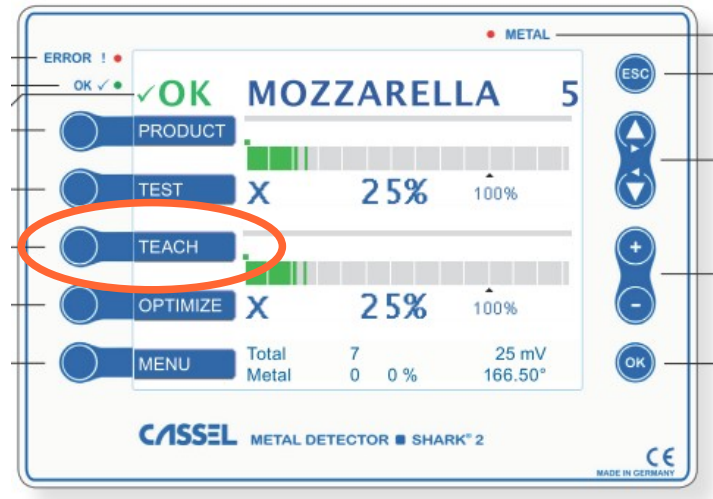 METAL
ERROR !
OK ✓
✓OK MOZZARELLA 5
ESC
PRODUCT
TEST
X 25% 100%
TEACH
+
OPTIMIZE
X 25% 100%
-
MENU
Total 7 25 mV
Metal 0 0 % 166.50°
OK
CASSEL METAL DETECTOR ■ SHARK® 2
CE
MADE IN GERMANY